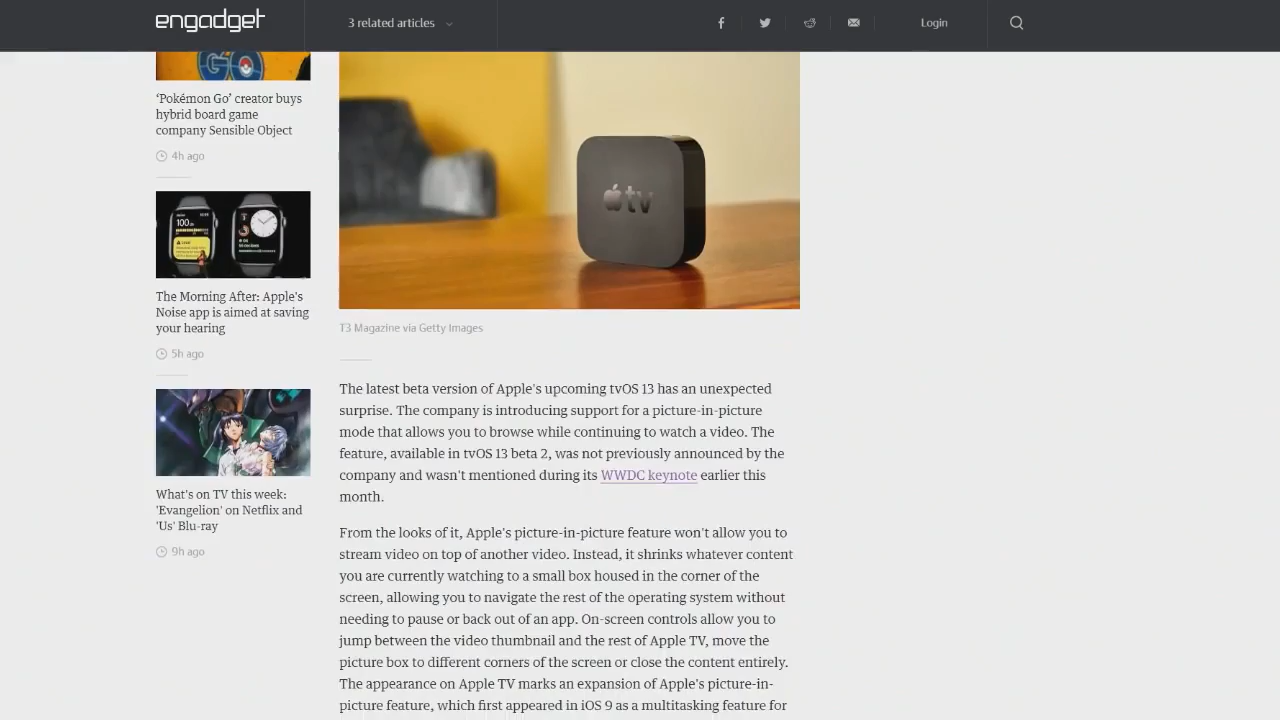 engadget
3 related articles
Login
GO
'Pokémon Go' creator buys
hybrid board game
company Sensible Object
4h ago
100
The Morning After: Apple's
Noise app is aimed at saving
your hearing
5h ago
What's on TV this week:
'Evangelion' on Netflix and
'Us' Blu-ray
9h ago
tv
T3 Magazine via Getty Images
The latest beta version of Apple's upcoming tvOS 13 has an unexpected
surprise. The company is introducing support for a picture-in-picture
mode that allows you to browse while continuing to watch a video. The
feature, available in tvOS 13 beta 2, was not previously announced by the
company and wasn't mentioned during its WWDC keynote earlier this
month.
From the looks of it, Apple's picture-in-picture feature won't allow you to
stream video on top of another video. Instead, it shrinks whatever content
you are currently watching to a small box housed in the corner of the
screen, allowing you to navigate the rest of the operating system without
needing to pause or back out of an app. On-screen controls allow you to
jump between the video thumbnail and the rest of Apple TV, move the
picture box to different corners of the screen or close the content entirely.
The appearance on Apple TV marks an expansion of Apple's picture-in-
picture feature, which first appeared in iOS 9 as a multitasking feature for